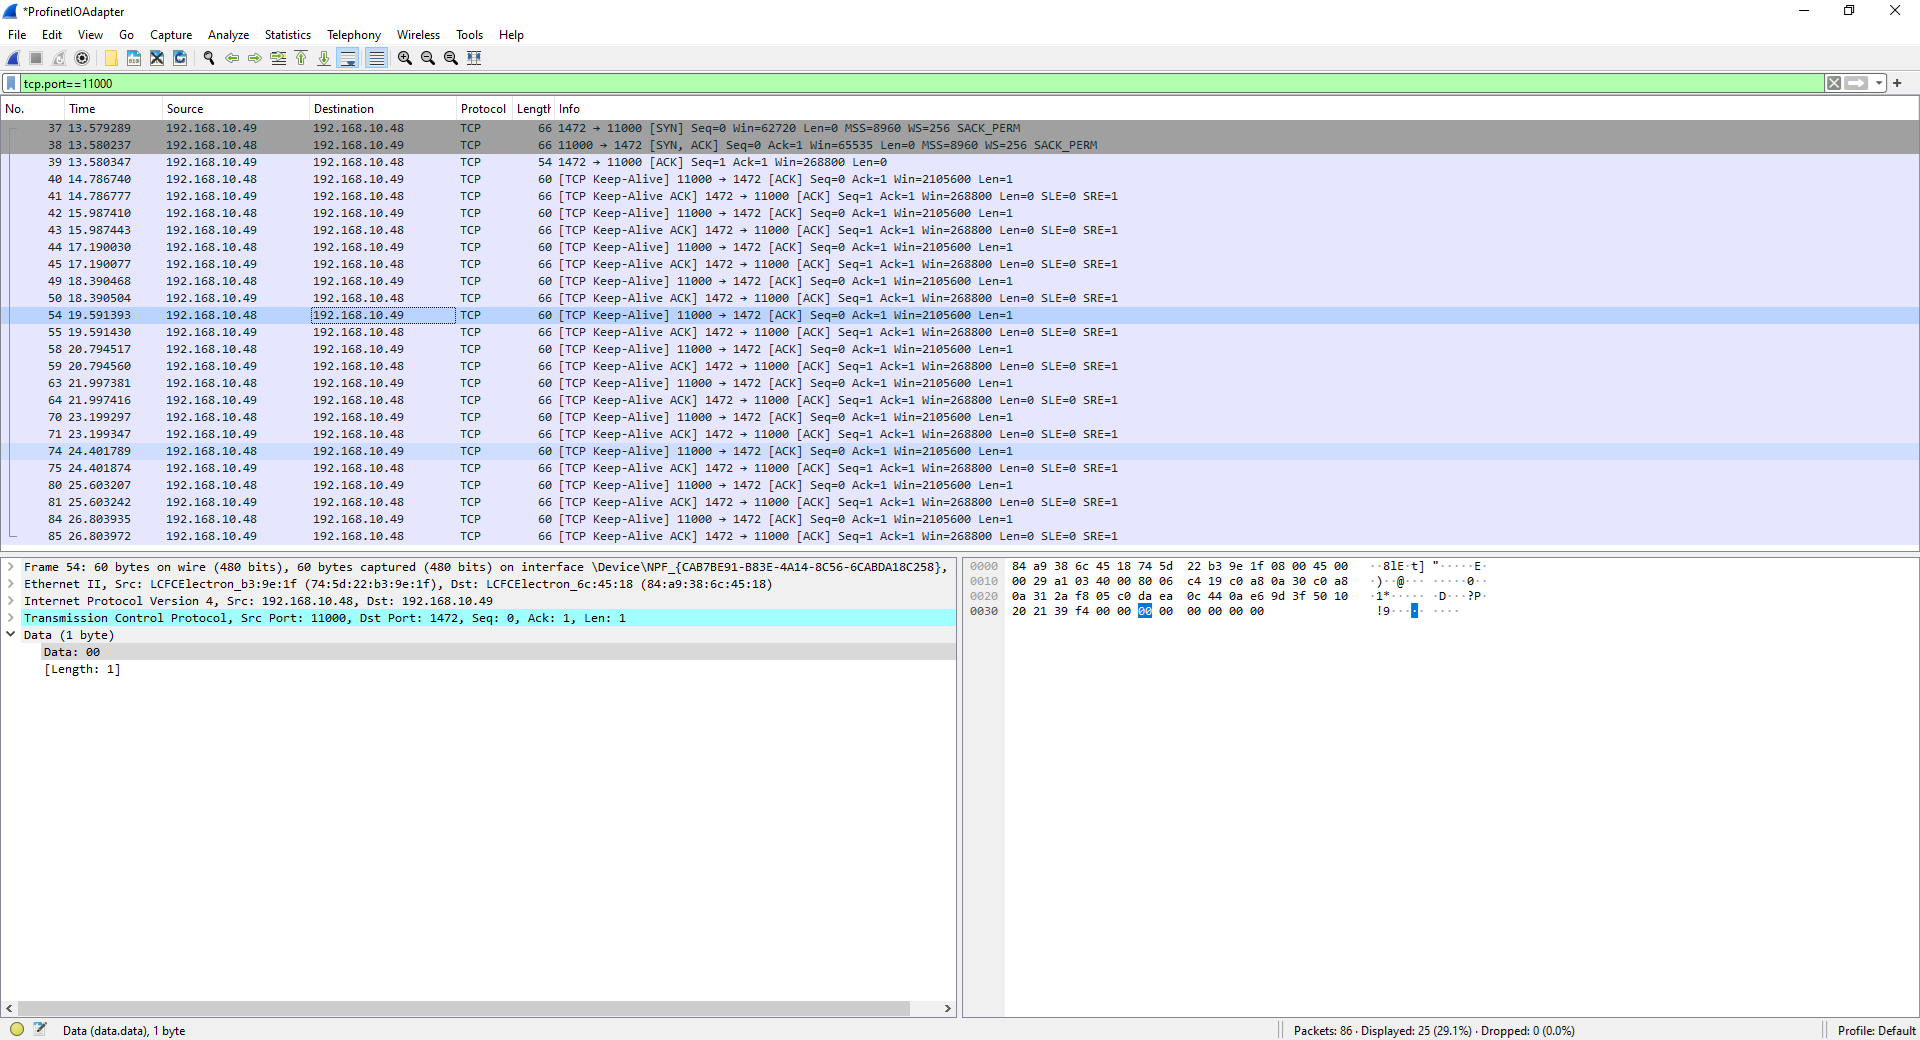 *ProfinetIOAdapter
File Edit View Go Capture Analyze Statistics Telephony Wireless Tools Help
tcp.port==11000
No. Time Source Destination Protocol Length Info
37 13.579289 192.168.10.49 192.168.10.48 TCP 66 1472 → 11000 [SYN] Seq=0 Win=62720 Len=0 MSS=8960 WS=256 SACK_PERM
38 13.580237 192.168.10.48 192.168.10.49 TCP 66 11000 → 1472 [SYN, ACK] Seq=0 Ack=1 Win=65535 Len=0 MSS=8960 WS=256 SACK_PERM
39 13.580347 192.168.10.49 192.168.10.48 TCP 54 1472 → 11000 [ACK] Seq=1 Ack=1 Win=268800 Len=0
40 14.786740 192.168.10.48 192.168.10.49 TCP 60 [TCP Keep-Alive] 11000 → 1472 [ACK] Seq=0 Ack=1 Win=2105600 Len=1
41 14.786777 192.168.10.49 192.168.10.48 TCP 66 [TCP Keep-Alive ACK] 1472 → 11000 [ACK] Seq=1 Ack=1 Win=268800 Len=0 SLE=0 SRE=1
42 15.987410 192.168.10.48 192.168.10.49 TCP 60 [TCP Keep-Alive] 11000 → 1472 [ACK] Seq=0 Ack=1 Win=2105600 Len=1
43 15.987443 192.168.10.49 192.168.10.48 TCP 66 [TCP Keep-Alive ACK] 1472 → 11000 [ACK] Seq=1 Ack=1 Win=268800 Len=0 SLE=0 SRE=1
44 17.190030 192.168.10.48 192.168.10.49 TCP 60 [TCP Keep-Alive] 11000 → 1472 [ACK] Seq=0 Ack=1 Win=2105600 Len=1
45 17.190077 192.168.10.49 192.168.10.48 TCP 66 [TCP Keep-Alive ACK] 1472 → 11000 [ACK] Seq=1 Ack=1 Win=268800 Len=0 SLE=0 SRE=1
49 18.390468 192.168.10.48 192.168.10.49 TCP 60 [TCP Keep-Alive] 11000 → 1472 [ACK] Seq=0 Ack=1 Win=2105600 Len=1
50 18.390504 192.168.10.49 192.168.10.48 TCP 66 [TCP Keep-Alive ACK] 1472 → 11000 [ACK] Seq=1 Ack=1 Win=268800 Len=0 SLE=0 SRE=1
54 19.591393 192.168.10.48 192.168.10.49 TCP 60 [TCP Keep-Alive] 11000 → 1472 [ACK] Seq=0 Ack=1 Win=2105600 Len=1
55 19.591430 192.168.10.49 192.168.10.48 TCP 66 [TCP Keep-Alive ACK] 1472 → 11000 [ACK] Seq=1 Ack=1 Win=268800 Len=0 SLE=0 SRE=1
58 20.794517 192.168.10.48 192.168.10.49 TCP 60 [TCP Keep-Alive] 11000 → 1472 [ACK] Seq=0 Ack=1 Win=2105600 Len=1
59 20.794560 192.168.10.49 192.168.10.48 TCP 66 [TCP Keep-Alive ACK] 1472 → 11000 [ACK] Seq=1 Ack=1 Win=268800 Len=0 SLE=0 SRE=1
63 21.997381 192.168.10.48 192.168.10.49 TCP 60 [TCP Keep-Alive] 11000 → 1472 [ACK] Seq=0 Ack=1 Win=2105600 Len=1
64 21.997416 192.168.10.49 192.168.10.48 TCP 66 [TCP Keep-Alive ACK] 1472 → 11000 [ACK] Seq=1 Ack=1 Win=268800 Len=0 SLE=0 SRE=1
70 23.199297 192.168.10.48 192.168.10.49 TCP 60 [TCP Keep-Alive] 11000 → 1472 [ACK] Seq=0 Ack=1 Win=2105600 Len=1
71 23.199347 192.168.10.49 192.168.10.48 TCP 66 [TCP Keep-Alive ACK] 1472 → 11000 [ACK] Seq=1 Ack=1 Win=268800 Len=0 SLE=0 SRE=1
74 24.401789 192.168.10.48 192.168.10.49 TCP 60 [TCP Keep-Alive] 11000 → 1472 [ACK] Seq=0 Ack=1 Win=2105600 Len=1
75 24.401874 192.168.10.49 192.168.10.48 TCP 66 [TCP Keep-Alive ACK] 1472 → 11000 [ACK] Seq=1 Ack=1 Win=268800 Len=0 SLE=0 SRE=1
80 25.603207 192.168.10.48 192.168.10.49 TCP 60 [TCP Keep-Alive] 11000 → 1472 [ACK] Seq=0 Ack=1 Win=2105600 Len=1
81 25.603242 192.168.10.49 192.168.10.48 TCP 66 [TCP Keep-Alive ACK] 1472 → 11000 [ACK] Seq=1 Ack=1 Win=268800 Len=0 SLE=0 SRE=1
84 26.803935 192.168.10.48 192.168.10.49 TCP 60 [TCP Keep-Alive] 11000 → 1472 [ACK] Seq=0 Ack=1 Win=2105600 Len=1
85 26.803972 192.168.10.49 192.168.10.48 TCP 66 [TCP Keep-Alive ACK] 1472 → 11000 [ACK] Seq=1 Ack=1 Win=268800 Len=0 SLE=0 SRE=1
Frame 54: 60 bytes on wire (480 bits), 60 bytes captured (480 bits) on interface \Device\NPF_{CAB7BE91-B83E-4A14-8C56-6CABDA18C258},
Ethernet II, Src: LCFCElectron_b3:9e:1f (74:5d:22:b3:9e:1f), Dst: LCFCElectron_6c:45:18 (84:a9:38:6c:45:18)
Internet Protocol Version 4, Src: 192.168.10.48, Dst: 192.168.10.49
Transmission Control Protocol, Src Port: 11000, Dst Port: 1472, Seq: 0, Ack: 1, Len: 1
Data (1 byte)
Data: 00
[Length: 1]
0000 84 a9 38 6c 45 18 74 5d 22 b3 9e 1f 08 00 45 00 ··8lE·t] "·····E·
0010 00 29 a1 03 40 00 80 06 c4 19 c0 a8 0a 30 c0 a8 ·)··@··· ·····0··
0020 0a 31 2a f8 05 c0 da ea 0c 44 0a e6 9d 3f 50 10 ·1*····· ·D···?P·
0030 20 21 39 f4 00 00 00 00 00 00 00 00 !9····· ····
Data (data.data), 1 byte
Packets: 86 · Displayed: 25 (29.1%) · Dropped: 0 (0.0%)
Profile: Default